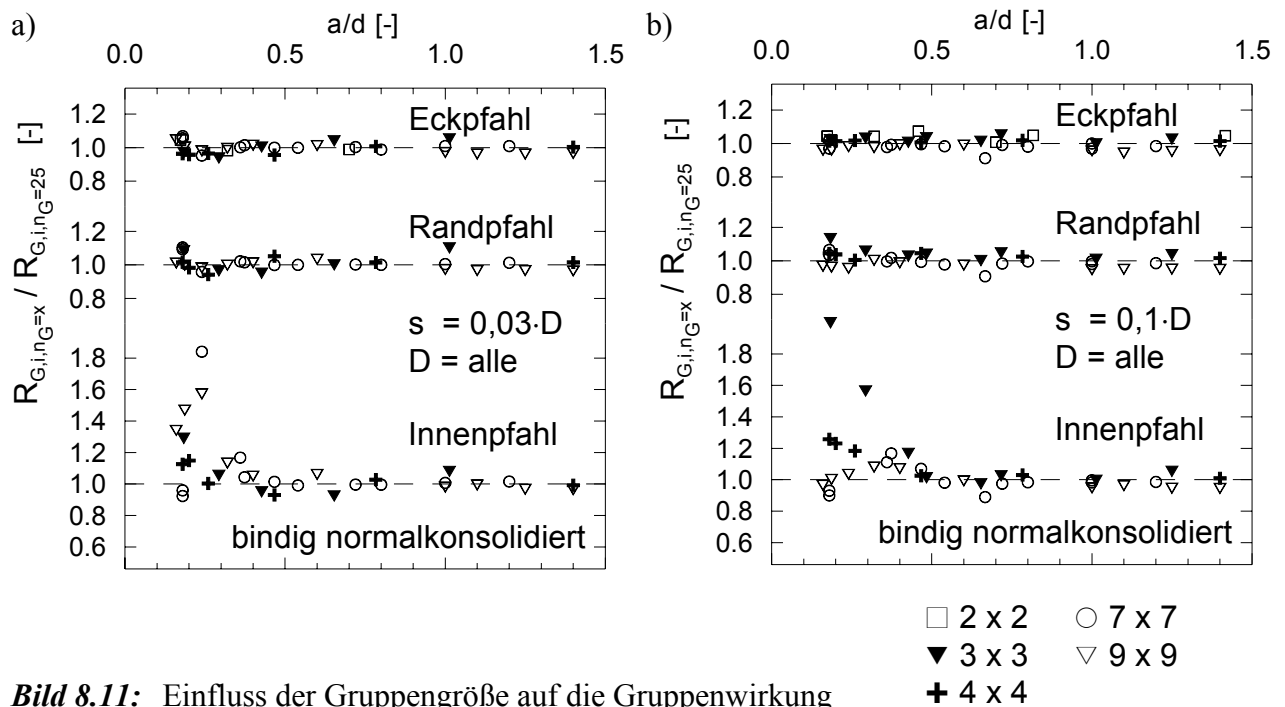 a)
a/d [-]
0.0 0.5 1.0 1.5
R_{G,i,n_G=x} / R_{G,i,n_G=25} [-]
1.2
1.0
0.8
Eckpfahl
1.2
1.0
0.8
Randpfahl
s = 0,03·D
D = alle
1.8
1.6
1.4
1.2
1.0
0.8
0.6
Innenpfahl
bindig normalkonsolidiert
b)
a/d [-]
0.0 0.5 1.0 1.5
R_{G,i,n_G=x} / R_{G,i,n_G=25} [-]
1.2
1.0
0.8
Eckpfahl
1.2
1.0
0.8
Randpfahl
s = 0,1·D
D = alle
1.8
1.6
1.4
1.2
1.0
0.8
0.6
Innenpfahl
bindig normalkonsolidiert
2 x 2
7 x 7
3 x 3
9 x 9
4 x 4
Bild 8.11: Einfluss der Gruppengröße auf die Gruppenwirkung